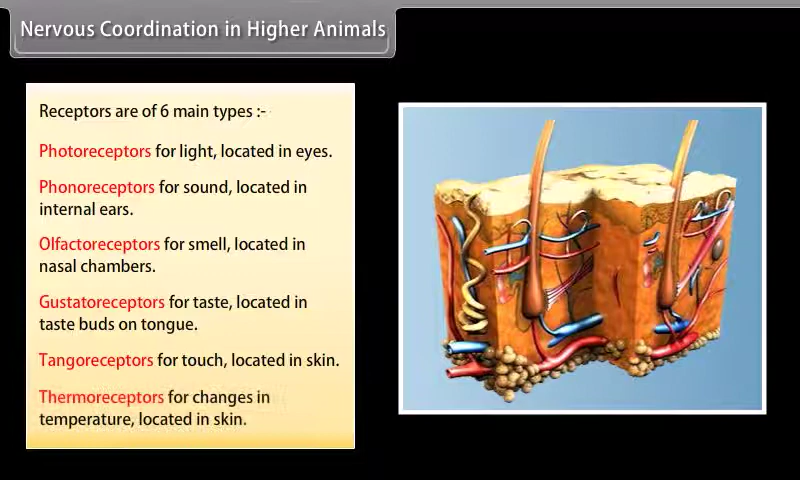 Nervous Coordination in Higher Animals
Receptors are of 6 main types :-
Photoreceptors for light, located in eyes.
Phonoreceptors for sound, located in
internal ears.
Olfactoreceptors for smell, located in
nasal chambers.
Gustatoreceptors for taste, located in
taste buds on tongue.
Tangoreceptors for touch, located in skin.
Thermoreceptors for changes in
temperature, located in skin.